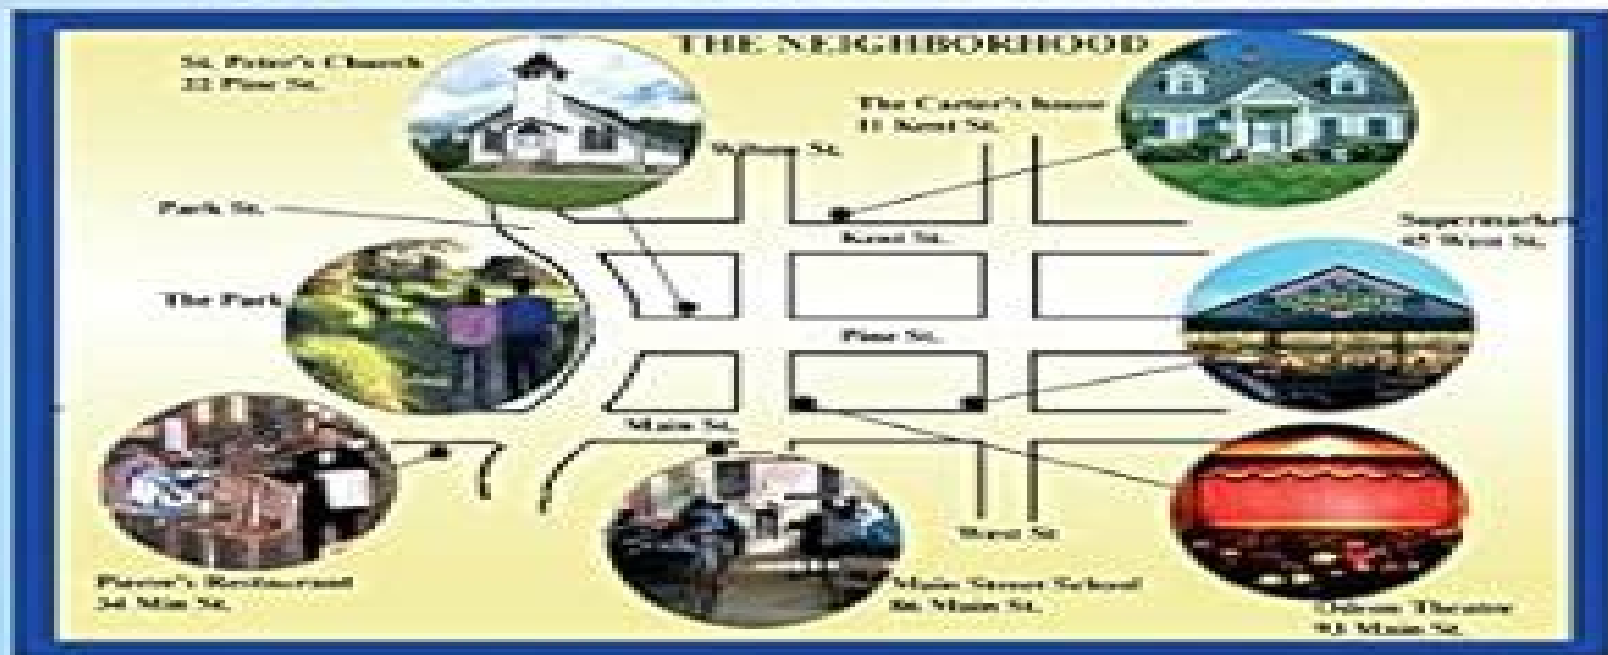 THE NEIGHBORHOOD
St. Peter's Church
22 Pine St.
The Carter's house
11 Kent St.
St.
Park St.
Kent St.
Supermarket
45 West St.
The Park
Pine St.
Main St.
West St.
Pierre's Restaurant
34 Min St.
Main Street School
86 Main St.
Odeon Theatre
93 Main St.